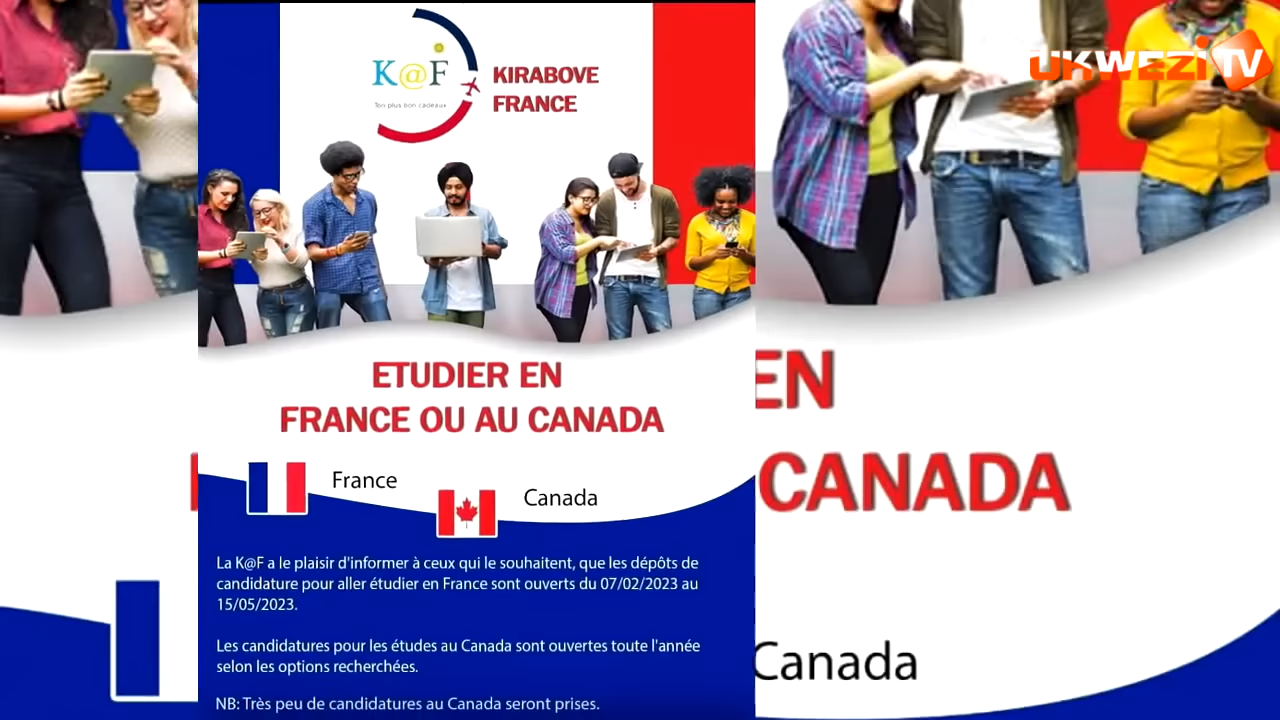 UKWEZI TV
K@F
Ton plus bon cadeaux
KIRABOVE
FRANCE
ETUDIER EN
FRANCE OU AU CANADA
France
Canada
La K@F a le plaisir d'informer à ceux qui le souhaitent, que les dépôts de
candidature pour aller étudier en France sont ouverts du 07/02/2023 au
15/05/2023.
Les candidatures pour les études au Canada sont ouvertes toute l'année
selon les options recherchées.
NB: Très peu de candidatures au Canada seront prises.
EN
CANADA
Canada